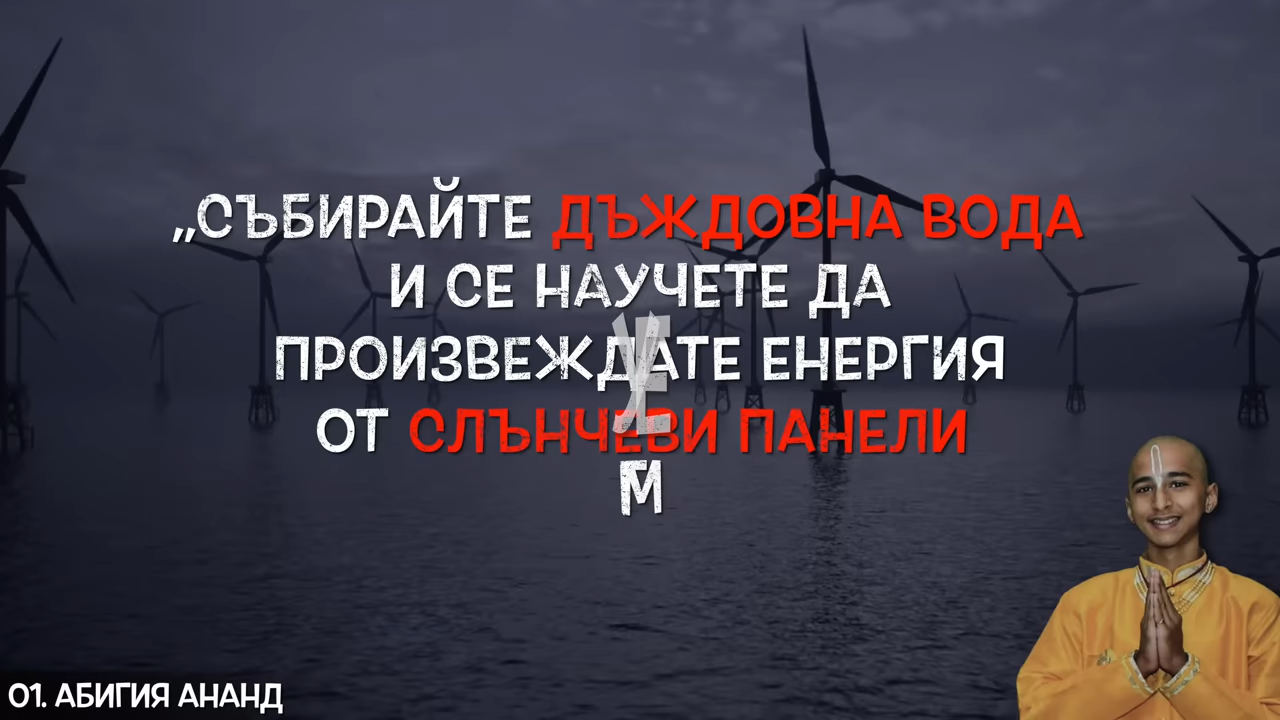 „СЪБИРАЙТЕ ДЪЖДОВНА ВОДА
И СЕ НАУЧЕТЕ ДА
ПРОИЗВЕЖДАТЕ ЕНЕРГИЯ
ОТ СЛЪНЧЕВИ ПАНЕЛИ
М
01. АБИГИЯ АНАНД